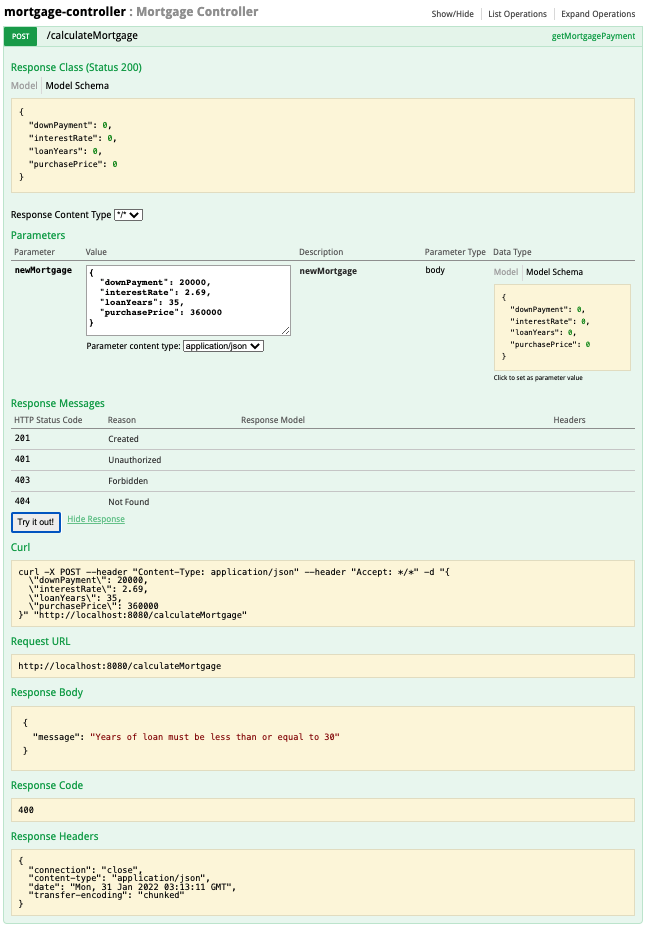 mortgage-controller : Mortgage Controller
Show/Hide | List Operations | Expand Operations
POST /calculateMortgage getMortgagePayment
Response Class (Status 200)
Model | Model Schema
{
"downPayment": 0,
"interestRate": 0,
"loanYears": 0,
"purchasePrice": 0
}
Response Content Type */*
Parameters
Parameter Value Description Parameter Type Data Type
newMortgage
{
"downPayment": 20000,
"interestRate": 2.69,
"loanYears": 35,
"purchasePrice": 360000
}
Parameter content type: application/json
newMortgage
body
Model | Model Schema
{
"downPayment": 0,
"interestRate": 0,
"loanYears": 0,
"purchasePrice": 0
}
Click to set as parameter value
Response Messages
HTTP Status Code Reason Response Model Headers
201 Created
401 Unauthorized
403 Forbidden
404 Not Found
Try it out! Hide Response
Curl
curl -X POST --header "Content-Type: application/json" --header "Accept: */*" -d "{
\"downPayment\": 20000,
\"interestRate\": 2.69,
\"loanYears\": 35,
\"purchasePrice\": 360000
}" "http://localhost:8080/calculateMortgage"
Request URL
http://localhost:8080/calculateMortgage
Response Body
{
"message": "Years of loan must be less than or equal to 30"
}
Response Code
400
Response Headers
{
"connection": "close",
"content-type": "application/json",
"date": "Mon, 31 Jan 2022 03:13:11 GMT",
"transfer-encoding": "chunked"
}